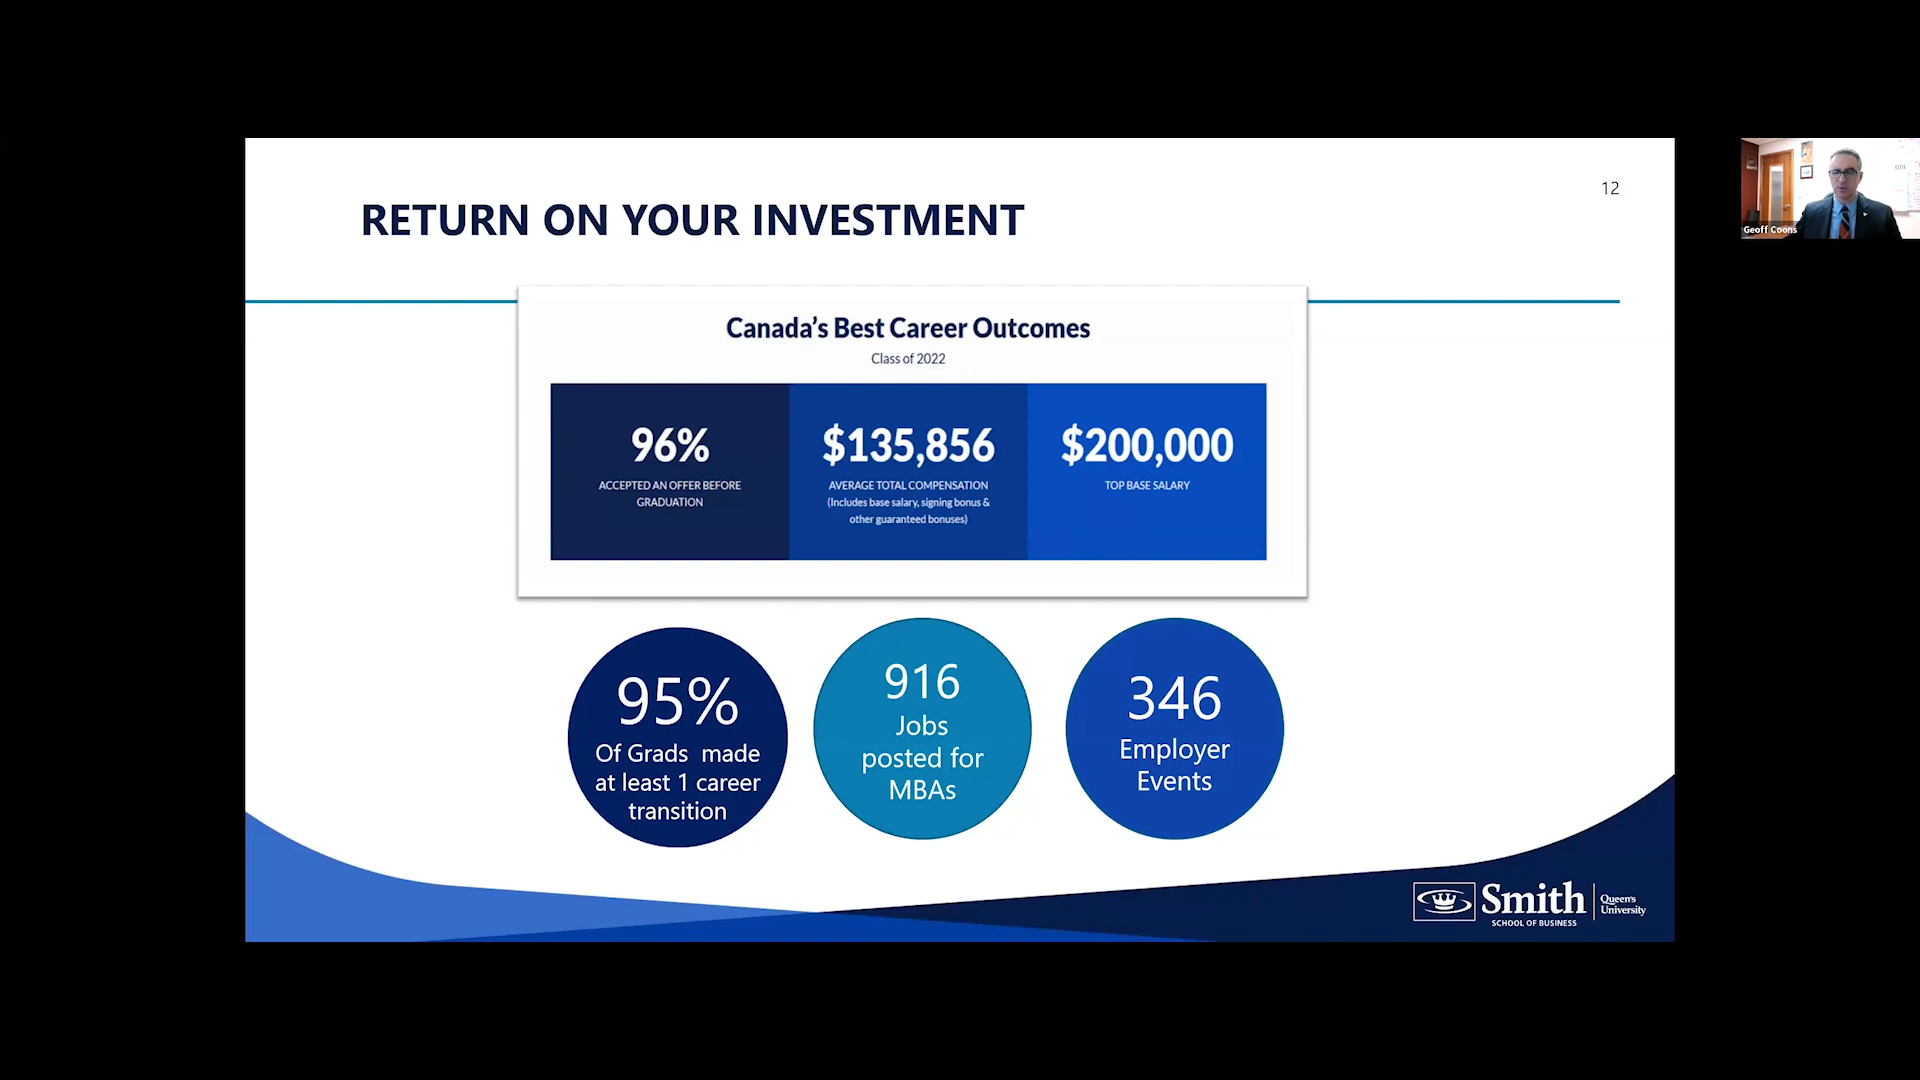 12
RETURN ON YOUR INVESTMENT
Geoff Coons
Canada's Best Career Outcomes
Class of 2022
96%
ACCEPTED AN OFFER BEFORE
GRADUATION
$135,856
AVERAGE TOTAL COMPENSATION
(Includes base salary, signing bonus &
other guaranteed bonuses)
$200,000
TOP BASE SALARY
95%
Of Grads made
at least 1 career
transition
916
Jobs
posted for
MBAs
346
Employer
Events
Smith
SCHOOL OF BUSINESS
Queen's
University